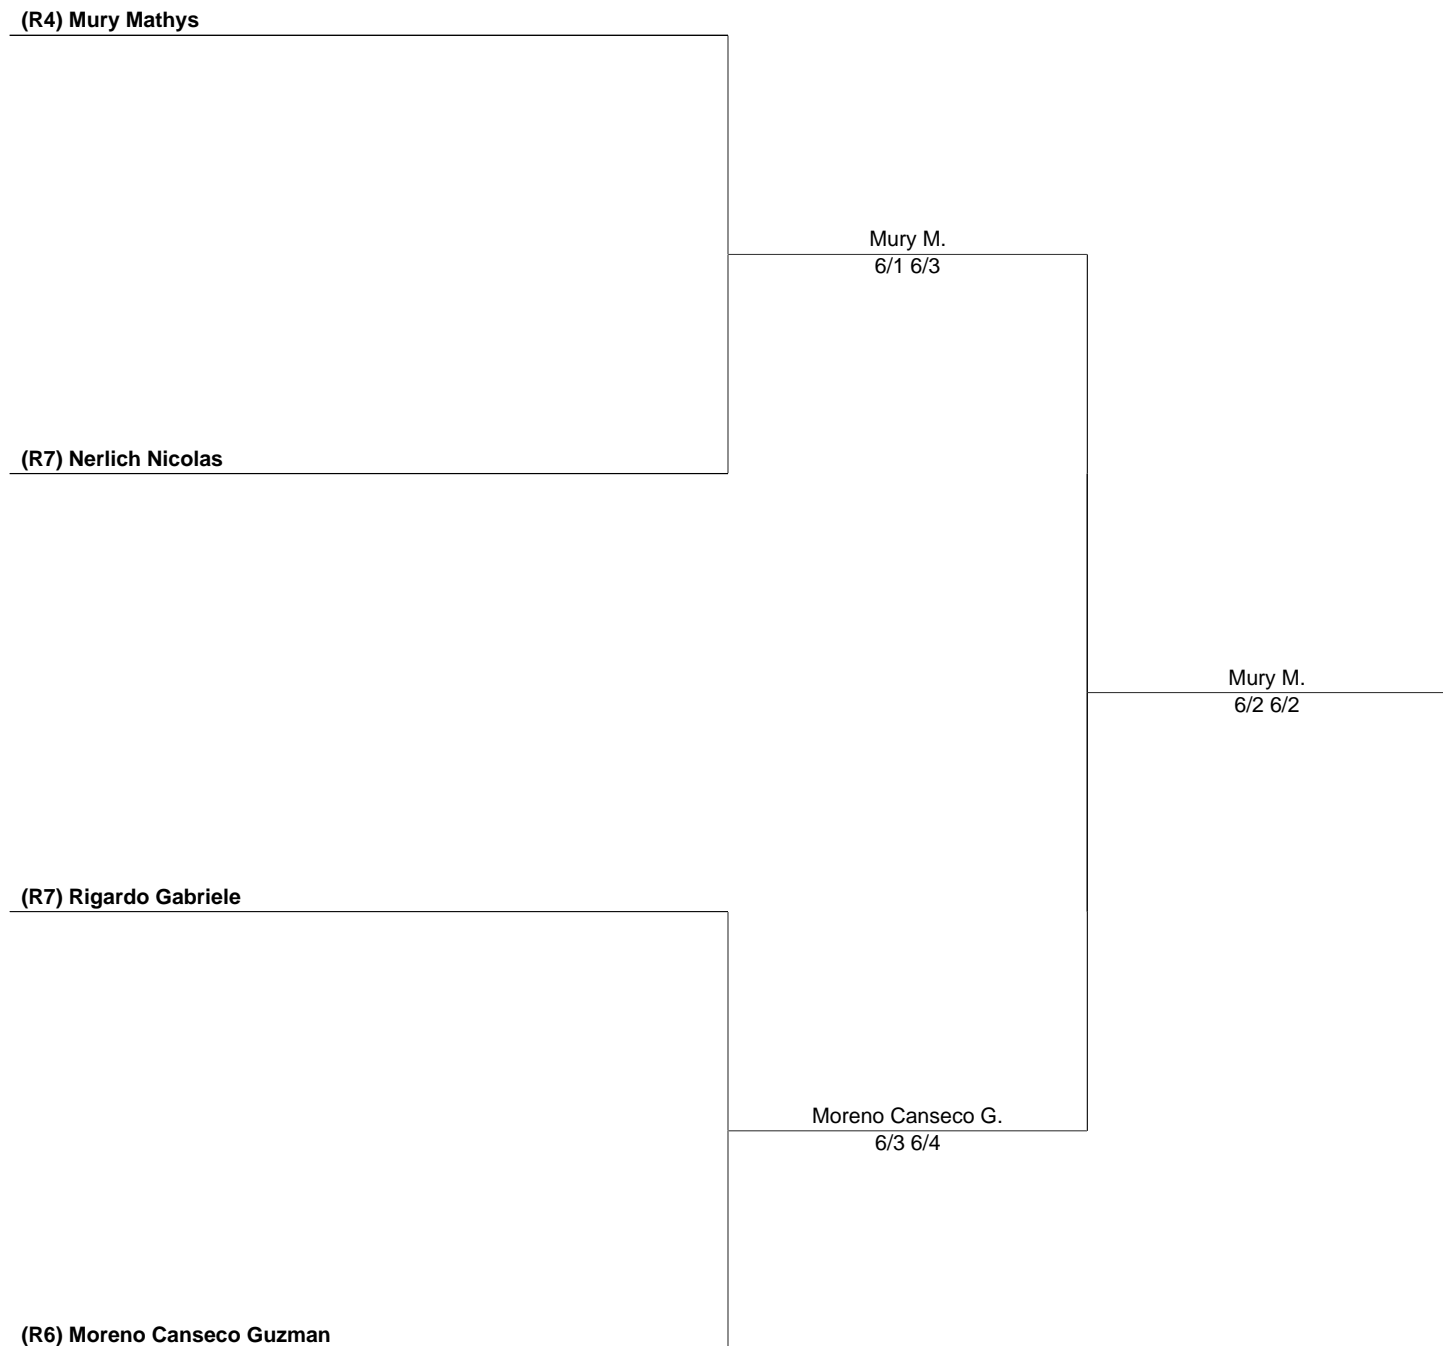 (R4) Mury Mathys
Mury M.
6/1 6/3
(R7) Nerlich Nicolas
Mury M.
6/2 6/2
(R7) Rigardo Gabriele
Moreno Canseco G.
6/3 6/4
(R6) Moreno Canseco Guzman